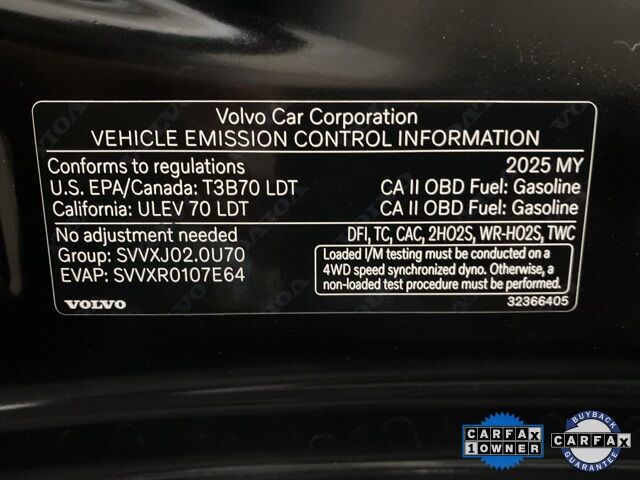 Volvo Car Corporation
VEHICLE EMISSION CONTROL INFORMATION
Conforms to regulations 2025 MY
U.S. EPA/Canada: T3B70 LDT CA II OBD Fuel: Gasoline
California: ULEV 70 LDT CA II OBD Fuel: Gasoline
No adjustment needed DFI, TC, CAC, 2HO2S, WR-HO2S, TWC
Group: SVVXJ02.0U70
EVAP: SVVXR0107E64
Loaded I/M testing must be conducted on a
4WD speed synchronized dyno. Otherwise, a
non-loaded test procedure must be performed.
VOLVO 32366405
CARFAX
1 OWNER
BUYBACK
CARFAX
GUARANTEE